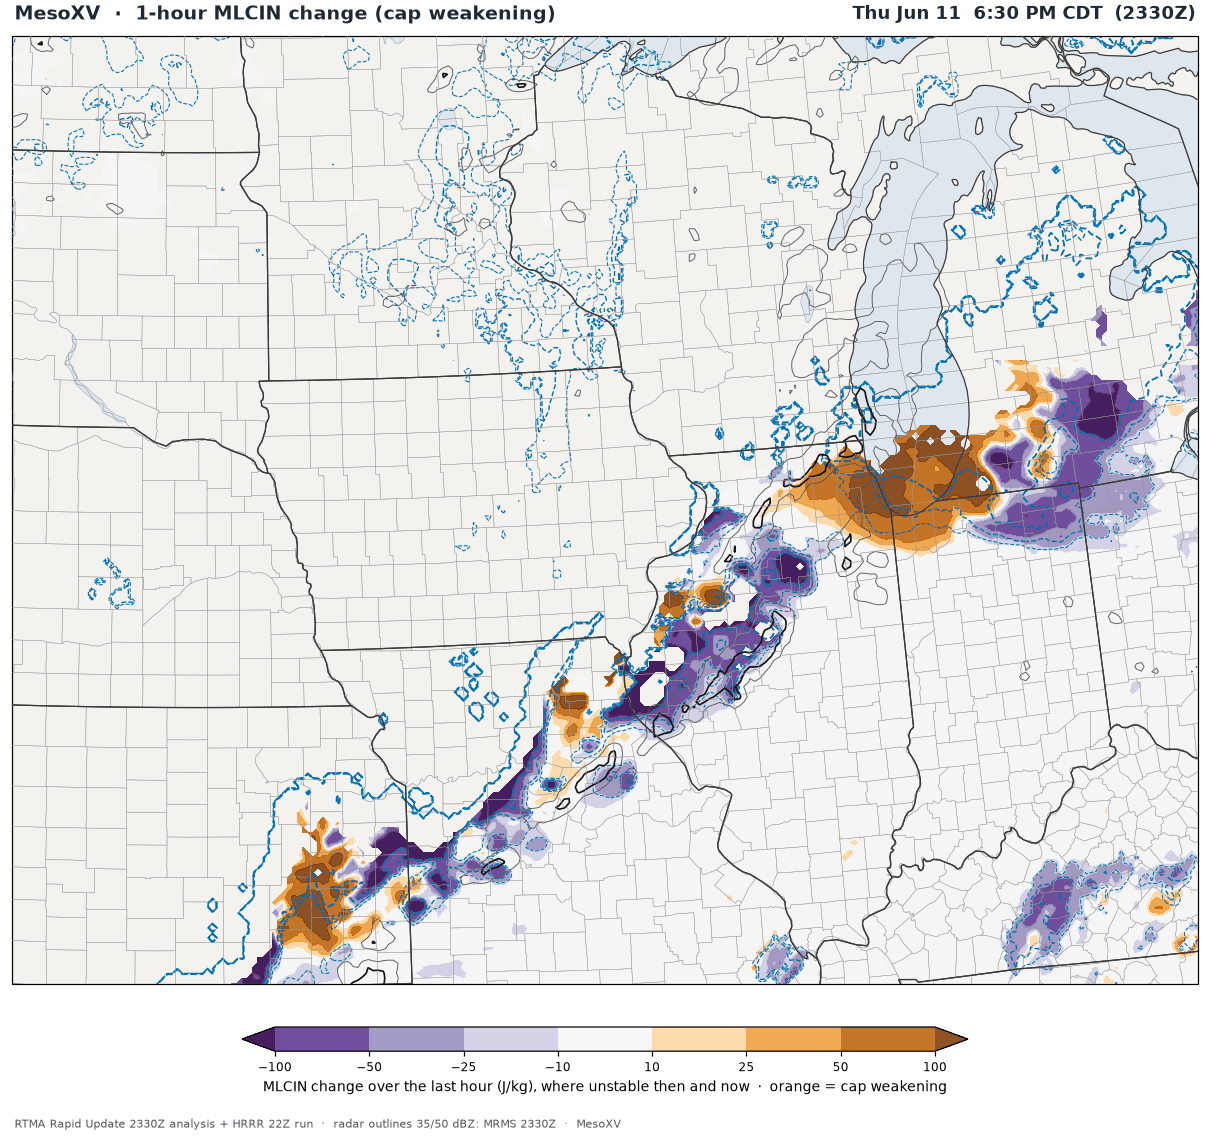 MesoXV · 1-hour MLCIN change (cap weakening)
Thu Jun 11 6:30 PM CDT (2330Z)
−100 −50 −25 −10 10 25 50 100
MLCIN change over the last hour (J/kg), where unstable then and now · orange = cap weakening
RTMA Rapid Update 2330Z analysis + HRRR 22Z run · radar outlines 35/50 dBZ: MRMS 2330Z · MesoXV